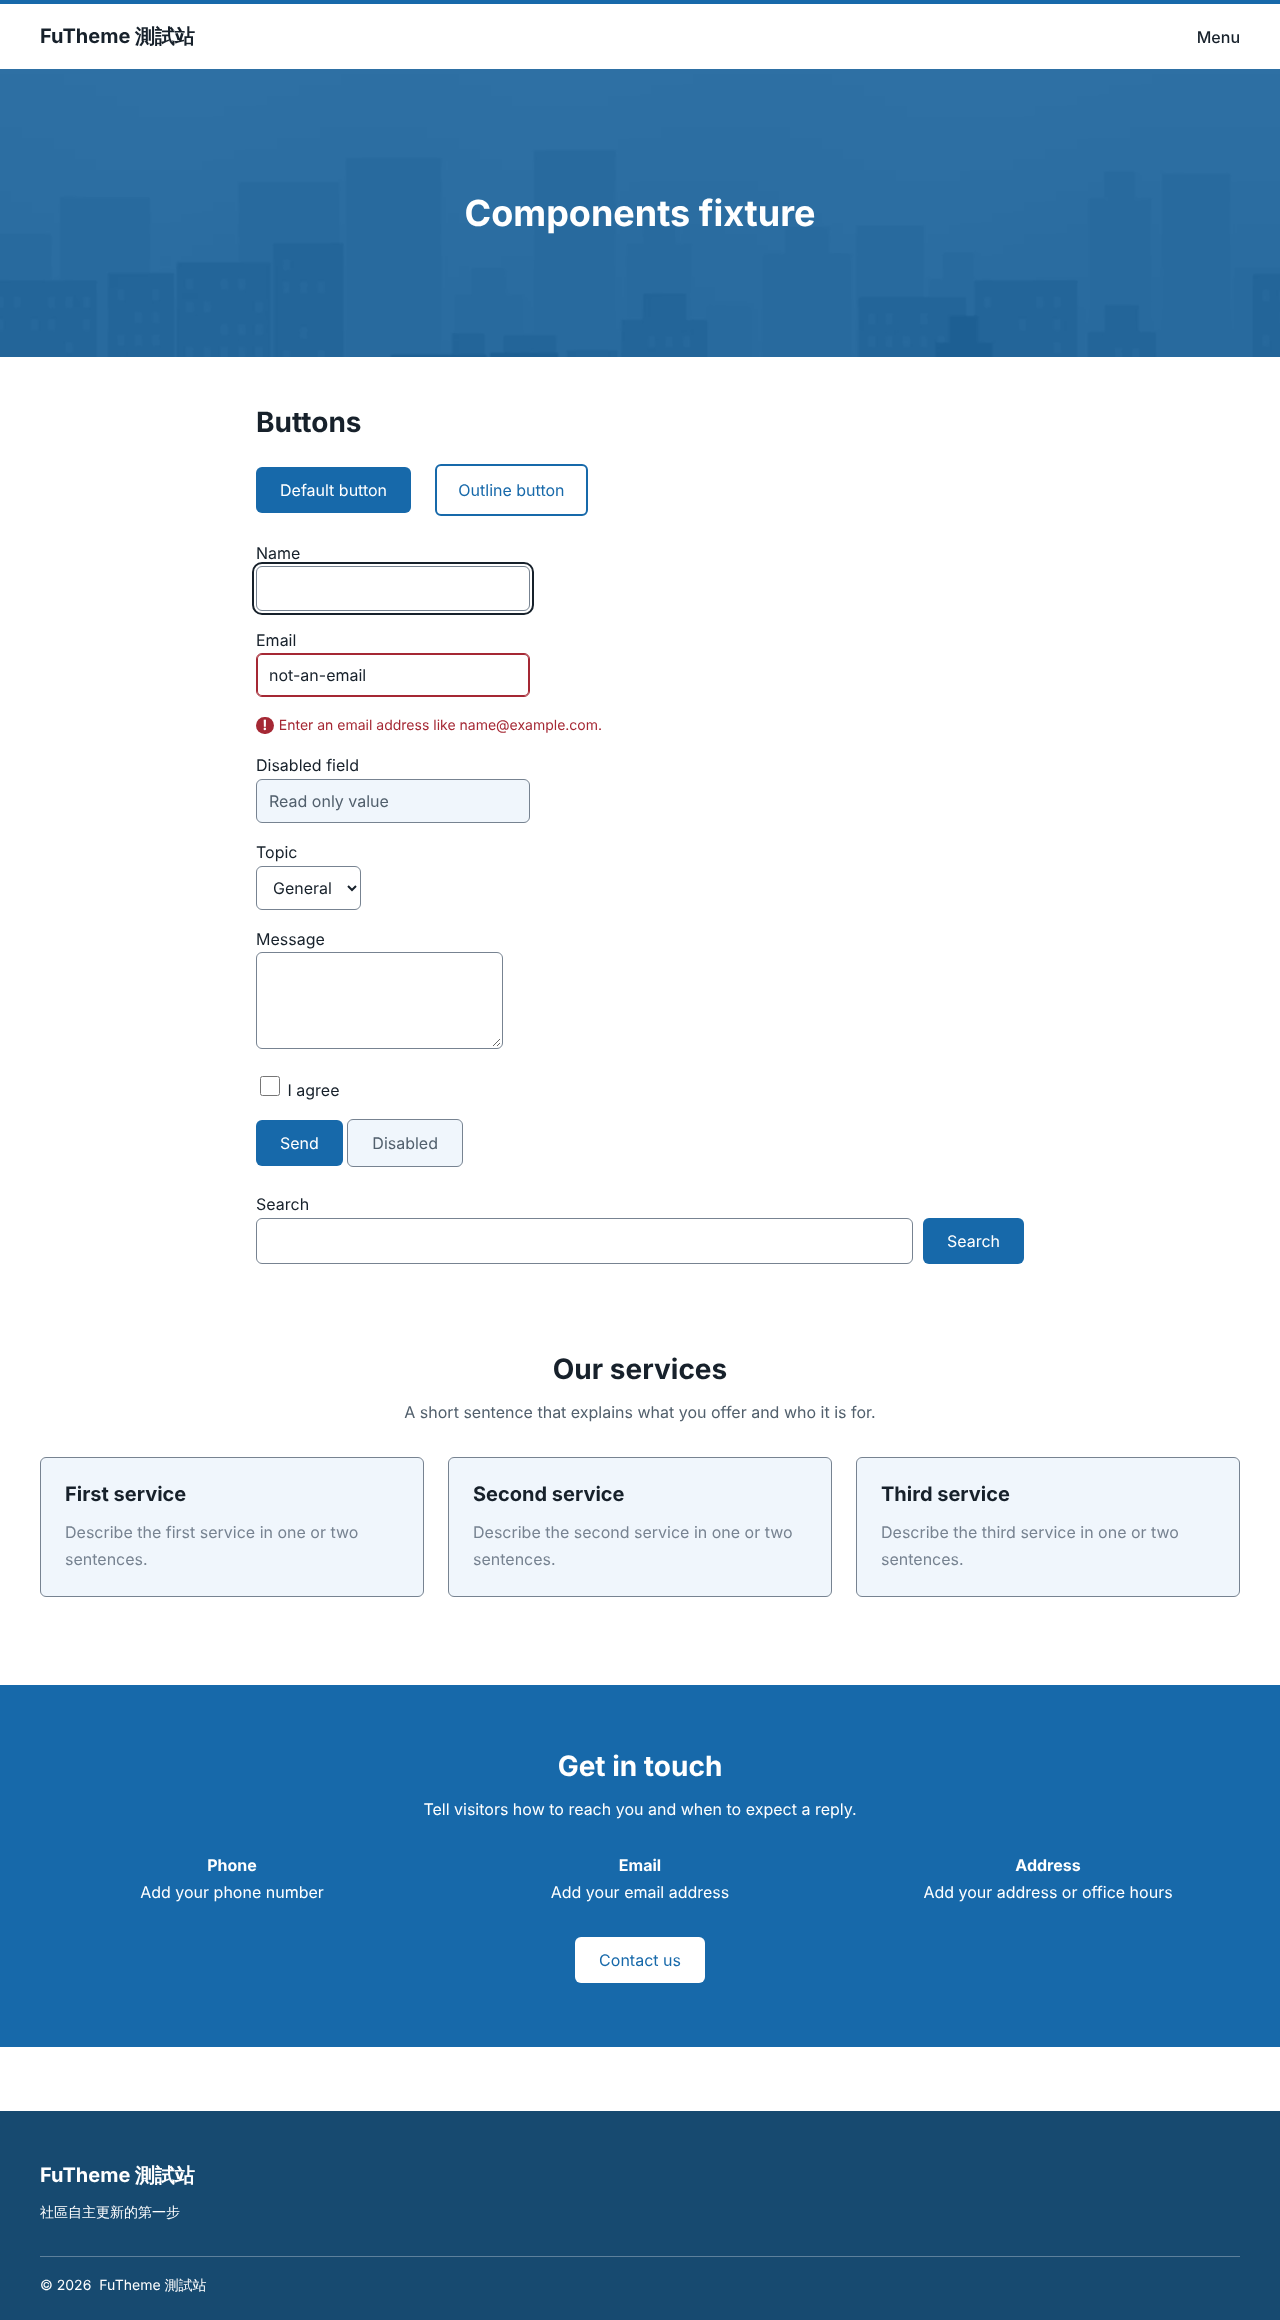 FuTheme 測試站
Menu
Components fixture
Buttons
Default button
Outline button
Name
Email
not-an-email
! Enter an email address like name@example.com.
Disabled field
Read only value
Topic
General
Message
I agree
Send
Disabled
Search
Search
Our services
A short sentence that explains what you offer and who it is for.
First service
Describe the first service in one or two
sentences.
Second service
Describe the second service in one or two
sentences.
Third service
Describe the third service in one or two
sentences.
Get in touch
Tell visitors how to reach you and when to expect a reply.
Phone
Add your phone number
Email
Add your email address
Address
Add your address or office hours
Contact us
FuTheme 測試站
社區自主更新的第一步
© 2026 FuTheme 測試站